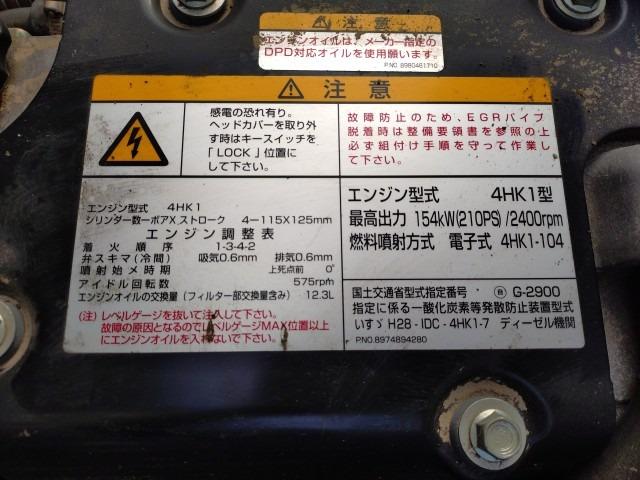 ⚠ 注意
エンジンオイルは、メーカー指定の
DPD対応オイルを使用願います。
P.NO. 8980461710
⚠ 注意
感電の恐れ有り。
ヘッドカバーを取り外
す時はキースイッチを
「LOCK」位置に
して下さい。
故障防止のため、EGRパイプ
脱着時は整備要領書を参照の上
必ず組付け手順を守って作業し
て下さい。
エンジン型式 4HK1
シリンダ数ーボアXストローク 4－115X125mm
エンジン調整表
着火順序 1-3-4-2
弁スキマ(冷間) 吸気0.6mm 排気0.6mm
噴射始メ時期 上死点前 0°
アイドル回転数 575rpm
エンジンオイルの交換量(フィルター部交換量含み) 12.3L
(注)レベルゲージを抜いて注入して下さい。
故障の原因となるのでレベルゲージMAX位置以上
にエンジンオイルを入れないで下さい。
エンジン型式 4HK1型
最高出力 154kW(210PS)/2400rpm
燃料噴射方式 電子式 4HK1-104
国土交通省型式指定番号 自 G-2900
指定に係る一酸化炭素等発散防止装置型式
いすゞ H28-IDC-4HK1-7 ディーゼル機関
P.NO.8974894280